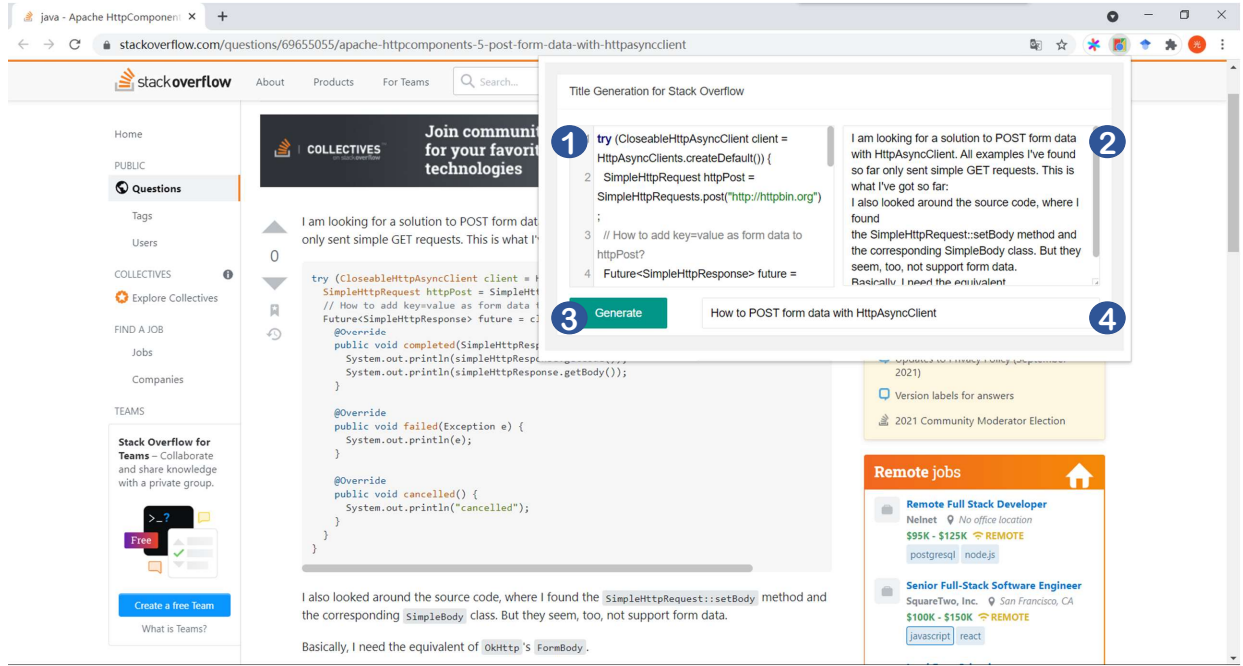 java - Apache HttpComponen
stackoverflow.com/questions/69655055/apache-httpcomponents-5-post-form-data-with-httpasyncclient
stackoverflow
About
Products
For Teams
Search...
Home
PUBLIC
Questions
Tags
Users
COLLECTIVES
Explore Collectives
FIND A JOB
Jobs
Companies
TEAMS
Stack Overflow for
Teams – Collaborate
and share knowledge
with a private group.
>_?
Free
Create a free Team
What is Teams?
COLLECTIVES
on stackoverflow
Join communi
for your favorit
technologies
I am looking for a solution to POST form dat
only sent simple GET requests. This is what I'
0
try (CloseableHttpAsyncClient client = H
SimpleHttpRequest httpPost = SimpleHtt
// How to add key=value as form data t
Future<SimpleHttpResponse> future = cl
@Override
public void completed(SimpleHttpResp
System.out.println(simpleHttpRespo
System.out.println(simpleHttpResponse.getBody());
}
@Override
public void failed(Exception e) {
System.out.println(e);
}
@Override
public void cancelled() {
System.out.println("cancelled");
}
}
}
I also looked around the source code, where I found the SimpleHttpRequest::setBody method and
the corresponding SimpleBody class. But they seem, too, not support form data.
Basically, I need the equivalent of OkHttp's FormBody.
Title Generation for Stack Overflow
1
try (CloseableHttpAsyncClient client =
HttpAsyncClients.createDefault()) {
2 SimpleHttpRequest httpPost =
SimpleHttpRequests.post("http://httpbin.org")
;
3 // How to add key=value as form data to
httpPost?
4 Future<SimpleHttpResponse> future =
2
I am looking for a solution to POST form data
with HttpAsyncClient. All examples I've found
so far only sent simple GET requests. This is
what I've got so far:
I also looked around the source code, where I
found
the SimpleHttpRequest::setBody method and
the corresponding SimpleBody class. But they
seem, too, not support form data.
Basically, I need the equivalent
3
Generate
How to POST form data with HttpAsyncClient
4
Updates to Privacy Policy (September
2021)
Version labels for answers
2021 Community Moderator Election
Remote jobs
Remote Full Stack Developer
Nelnet No office location
$95K - $125K REMOTE
postgresql node.js
Senior Full-Stack Software Engineer
SquareTwo, Inc. San Francisco, CA
$100K - $150K REMOTE
javascript react